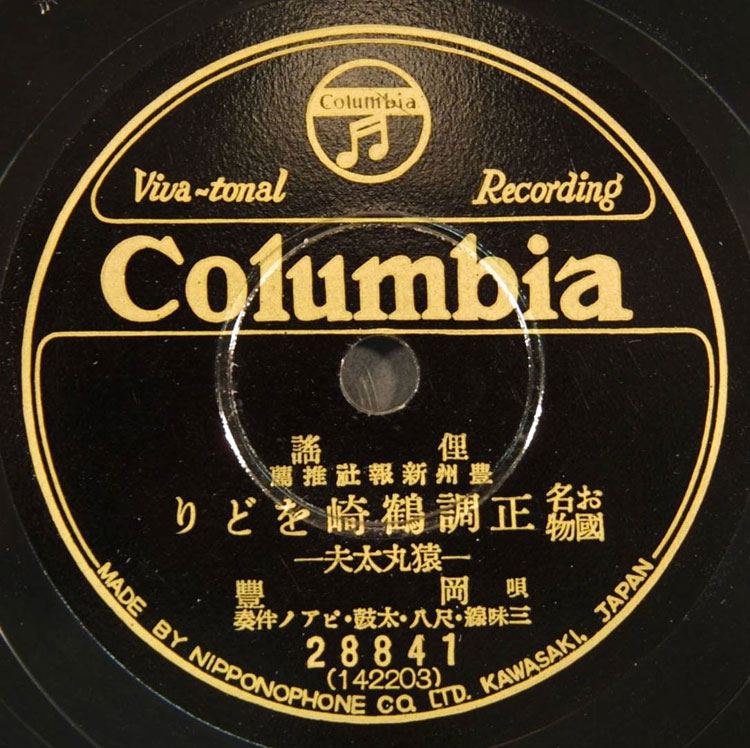 Columbia
Viva-tonal Recording
Columbia
俚謠
豊州新報社推薦
お國名物 正調鶴崎をどり
—猿丸太夫—
唄 岡豐
三味線・尺八・太鼓・ピアノ伴奏
28841
(142203)
MADE BY NIPPONOPHONE CO. LTD. KAWASAKI, JAPAN